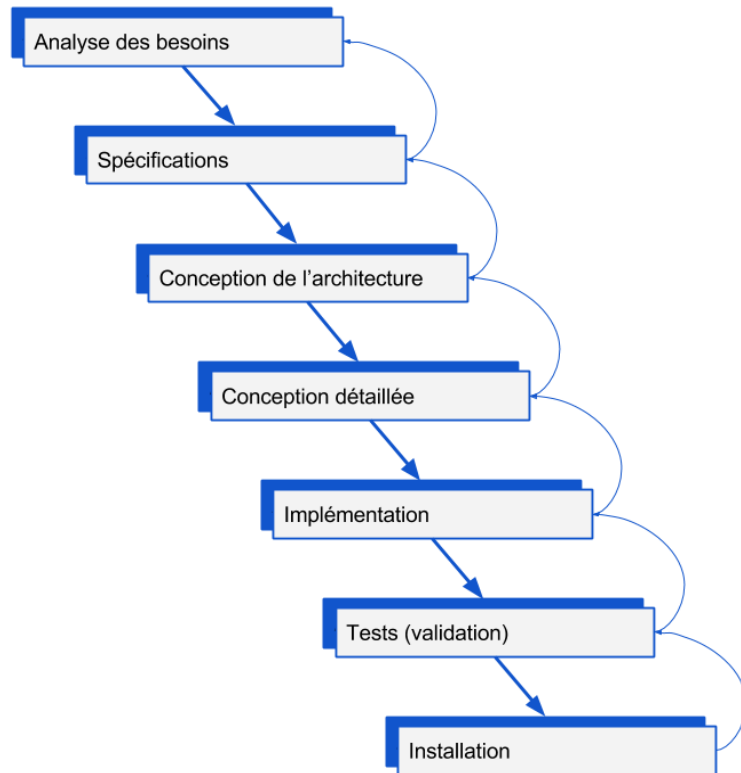 Analyse des besoins
Spécifications
Conception de l'architecture
Conception détaillée
Implémentation
Tests (validation)
Installation